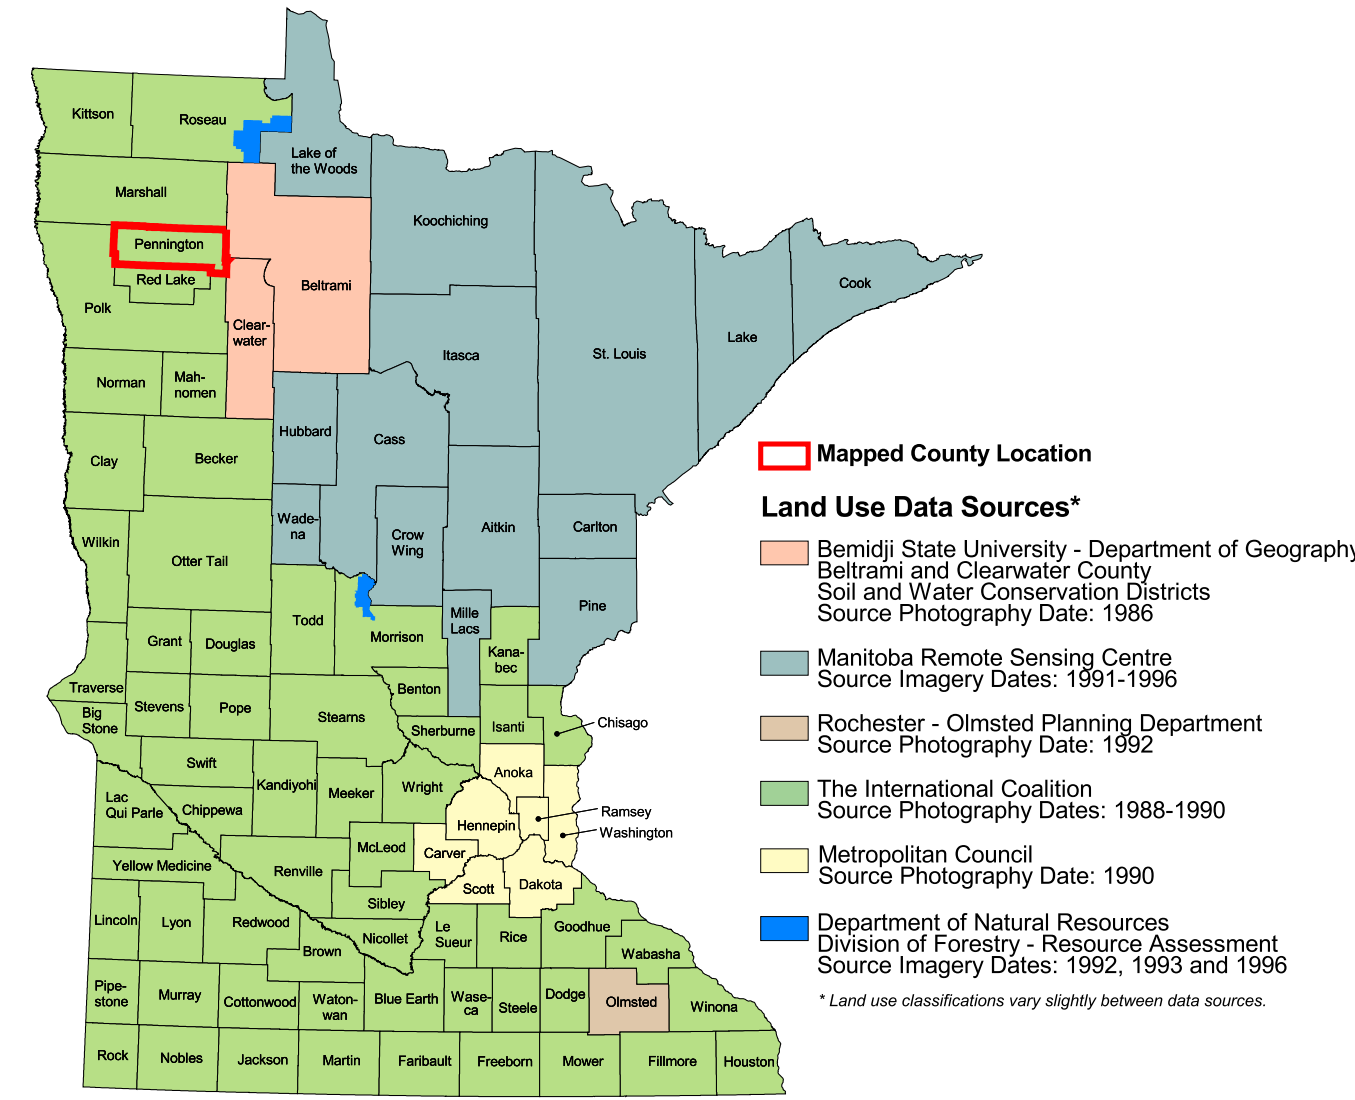 Kittson
Roseau
Lake of
the Woods
Marshall
Koochiching
Pennington
Red Lake
Beltrami
Cook
Polk
Clear-
water
Itasca
St. Louis
Lake
Norman
Mah-
nomen
Hubbard
Cass
Clay
Becker
Wilkin
Otter Tail
Wade-
na
Crow
Wing
Aitkin
Carlton
Pine
Todd
Mille
Lacs
Morrison
Grant
Douglas
Kana-
bec
Traverse
Benton
Big
Stone
Stevens
Pope
Stearns
Sherburne
Isanti
Chisago
Swift
Anoka
Kandiyohi
Meeker
Wright
Lac
Qui Parle
Chippewa
Ramsey
Hennepin
Washington
McLeod
Carver
Yellow Medicine
Renville
Scott
Dakota
Sibley
Lincoln
Lyon
Redwood
Nicollet
Le
Sueur
Rice
Goodhue
Brown
Wabasha
Pipe-
stone
Murray
Cottonwood
Waton-
wan
Blue Earth
Wase-
ca
Steele
Dodge
Olmsted
Winona
Rock
Nobles
Jackson
Martin
Faribault
Freeborn
Mower
Fillmore
Houston
Mapped County Location
Land Use Data Sources*
Bemidji State University - Department of Geography
Beltrami and Clearwater County
Soil and Water Conservation Districts
Source Photography Date: 1986
Manitoba Remote Sensing Centre
Source Imagery Dates: 1991-1996
Rochester - Olmsted Planning Department
Source Photography Date: 1992
The International Coalition
Source Photography Dates: 1988-1990
Metropolitan Council
Source Photography Date: 1990
Department of Natural Resources
Division of Forestry - Resource Assessment
Source Imagery Dates: 1992, 1993 and 1996
* Land use classifications vary slightly between data sources.